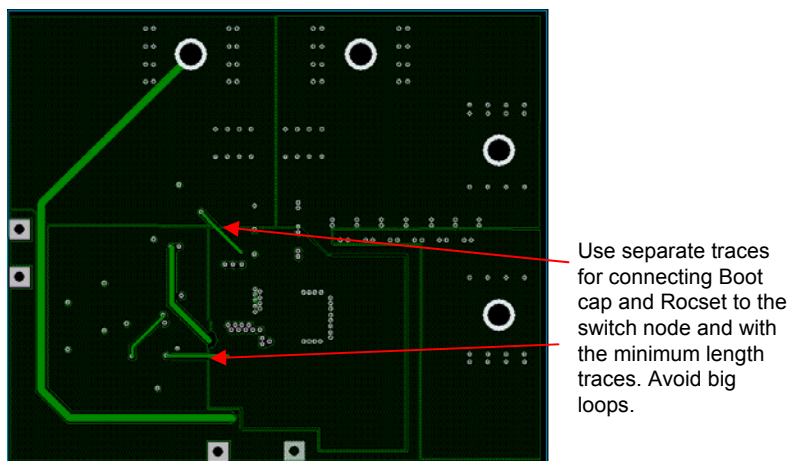 Use separate traces
for connecting Boot
cap and Rocset to the
switch node and with
the minimum length
traces. Avoid big
loops.